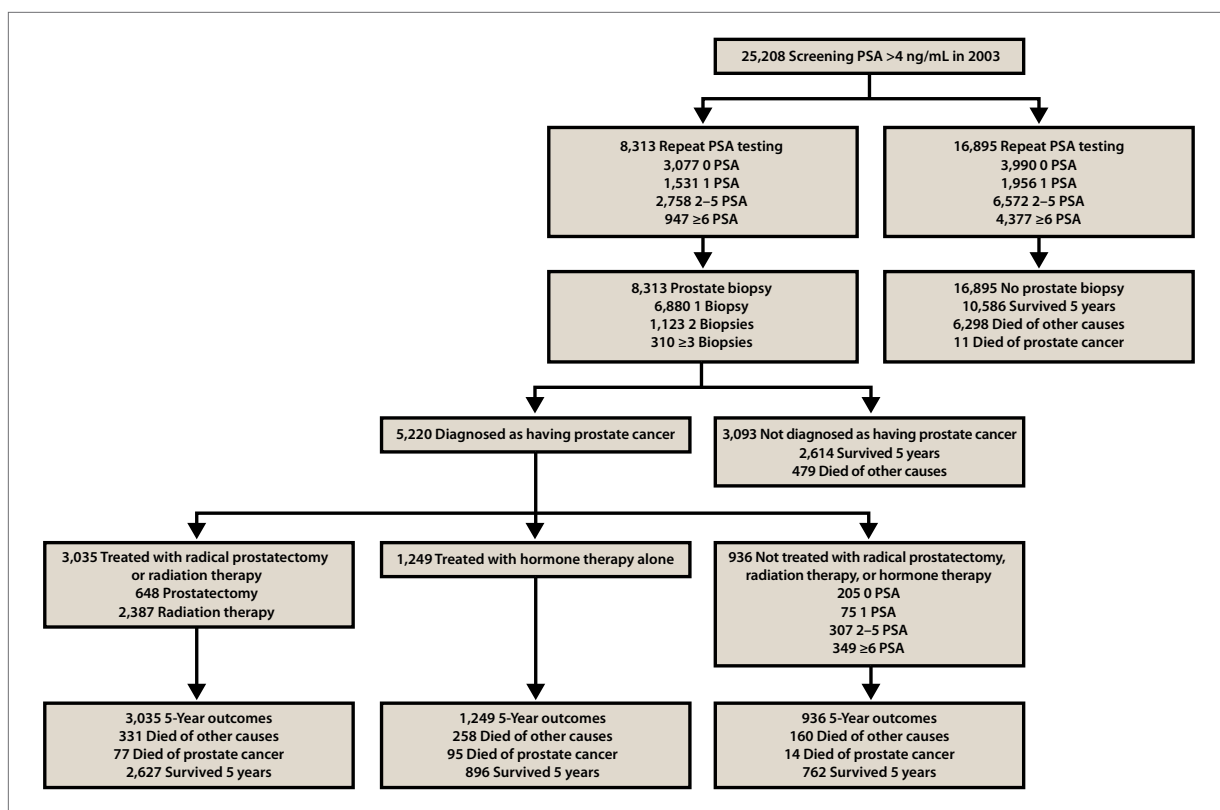 25,208 Screening PSA >4 ng/mL in 2003
8,313 Repeat PSA testing
3,077 0 PSA
1,531 1 PSA
2,758 2–5 PSA
947 ≥6 PSA
16,895 Repeat PSA testing
3,990 0 PSA
1,956 1 PSA
6,572 2–5 PSA
4,377 ≥6 PSA
8,313 Prostate biopsy
6,880 1 Biopsy
1,123 2 Biopsies
310 ≥3 Biopsies
16,895 No prostate biopsy
10,586 Survived 5 years
6,298 Died of other causes
11 Died of prostate cancer
5,220 Diagnosed as having prostate cancer
3,093 Not diagnosed as having prostate cancer
2,614 Survived 5 years
479 Died of other causes
3,035 Treated with radical prostatectomy
or radiation therapy
648 Prostatectomy
2,387 Radiation therapy
1,249 Treated with hormone therapy alone
936 Not treated with radical prostatectomy,
radiation therapy, or hormone therapy
205 0 PSA
75 1 PSA
307 2–5 PSA
349 ≥6 PSA
3,035 5-Year outcomes
331 Died of other causes
77 Died of prostate cancer
2,627 Survived 5 years
1,249 5-Year outcomes
258 Died of other causes
95 Died of prostate cancer
896 Survived 5 years
936 5-Year outcomes
160 Died of other causes
14 Died of prostate cancer
762 Survived 5 years